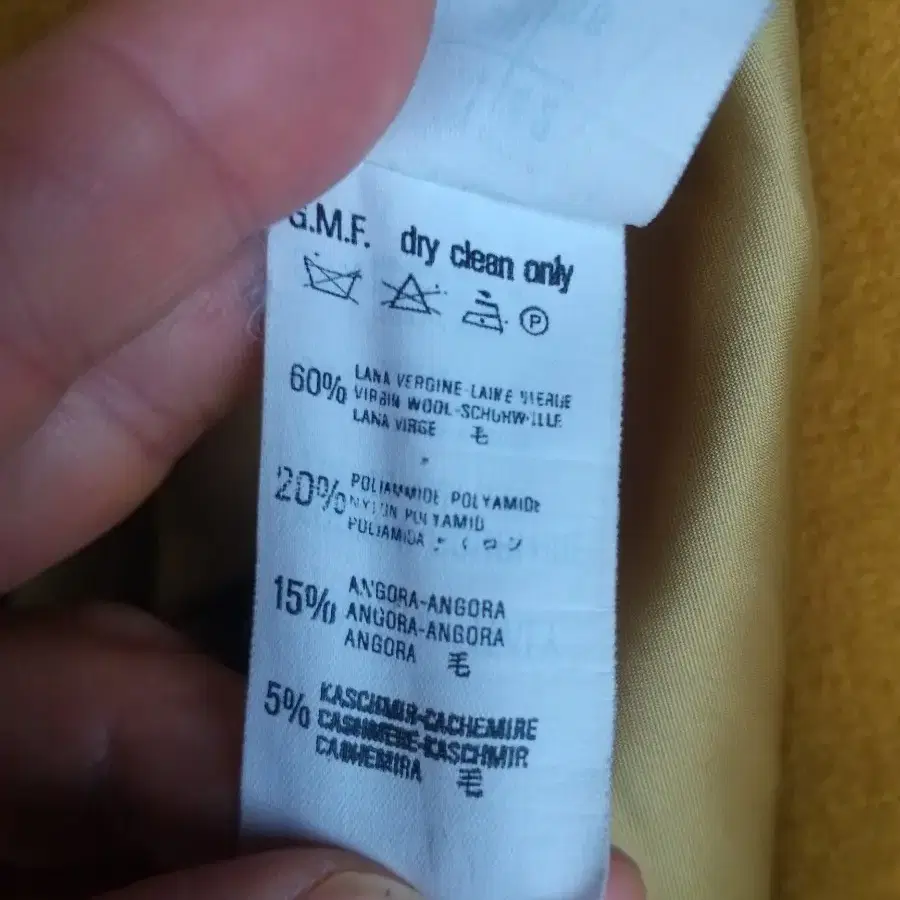 G.M.F. dry clean only
P
60% LANA VERGINE-LAINE VIERGE
VIRGIN WOOL-SCHURWOLLE
LANA VIRGE 毛
20% POLIAMMIDE-POLYAMIDE
NYLON POLYAMID
POLIAMIDA ナイロン
15% ANGORA-ANGORA
ANGORA-ANGORA
ANGORA 毛
5% KASCHMIR-CACHEMIRE
CASHMERE-KASCHMIR
CAIHEMIRA 毛